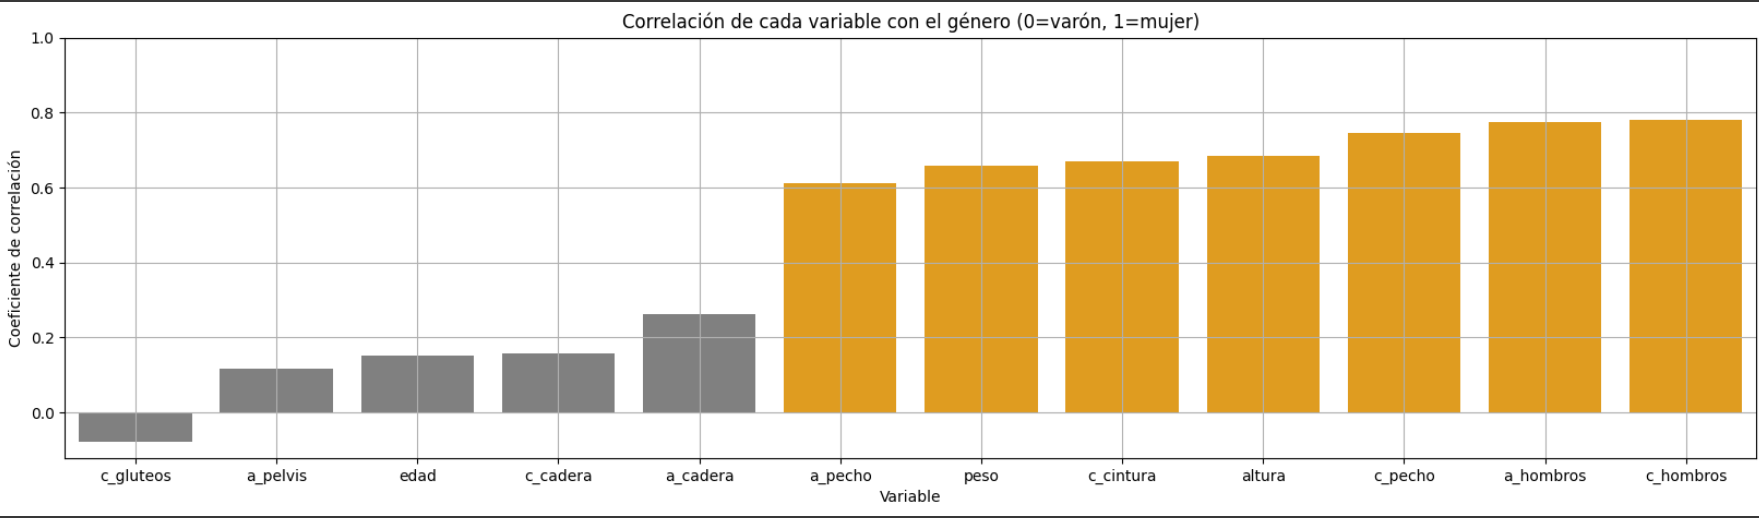 Correlación de cada variable con el género (0=varón, 1=mujer)
Coeficiente de correlación
1.0
0.8
0.6
0.4
0.2
0.0
c_gluteos a_pelvis edad c_cadera a_cadera a_pecho peso c_cintura altura c_pecho a_hombros c_hombros
Variable